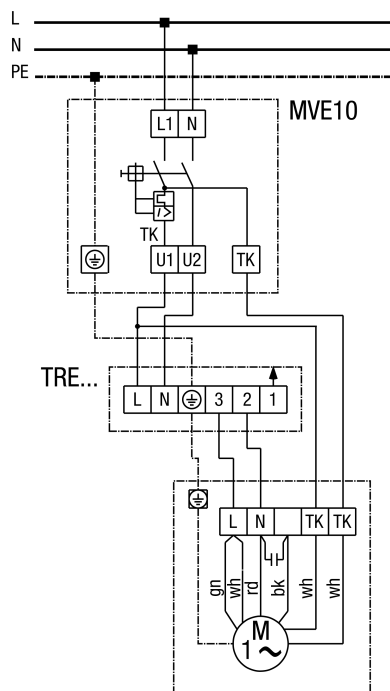 L
N
PE
MVE10
L1 N
TK
U1 U2 TK
TRE...
L N 3 2 1
L N TK TK
gn wh rd bk wh wh
M
1 ~